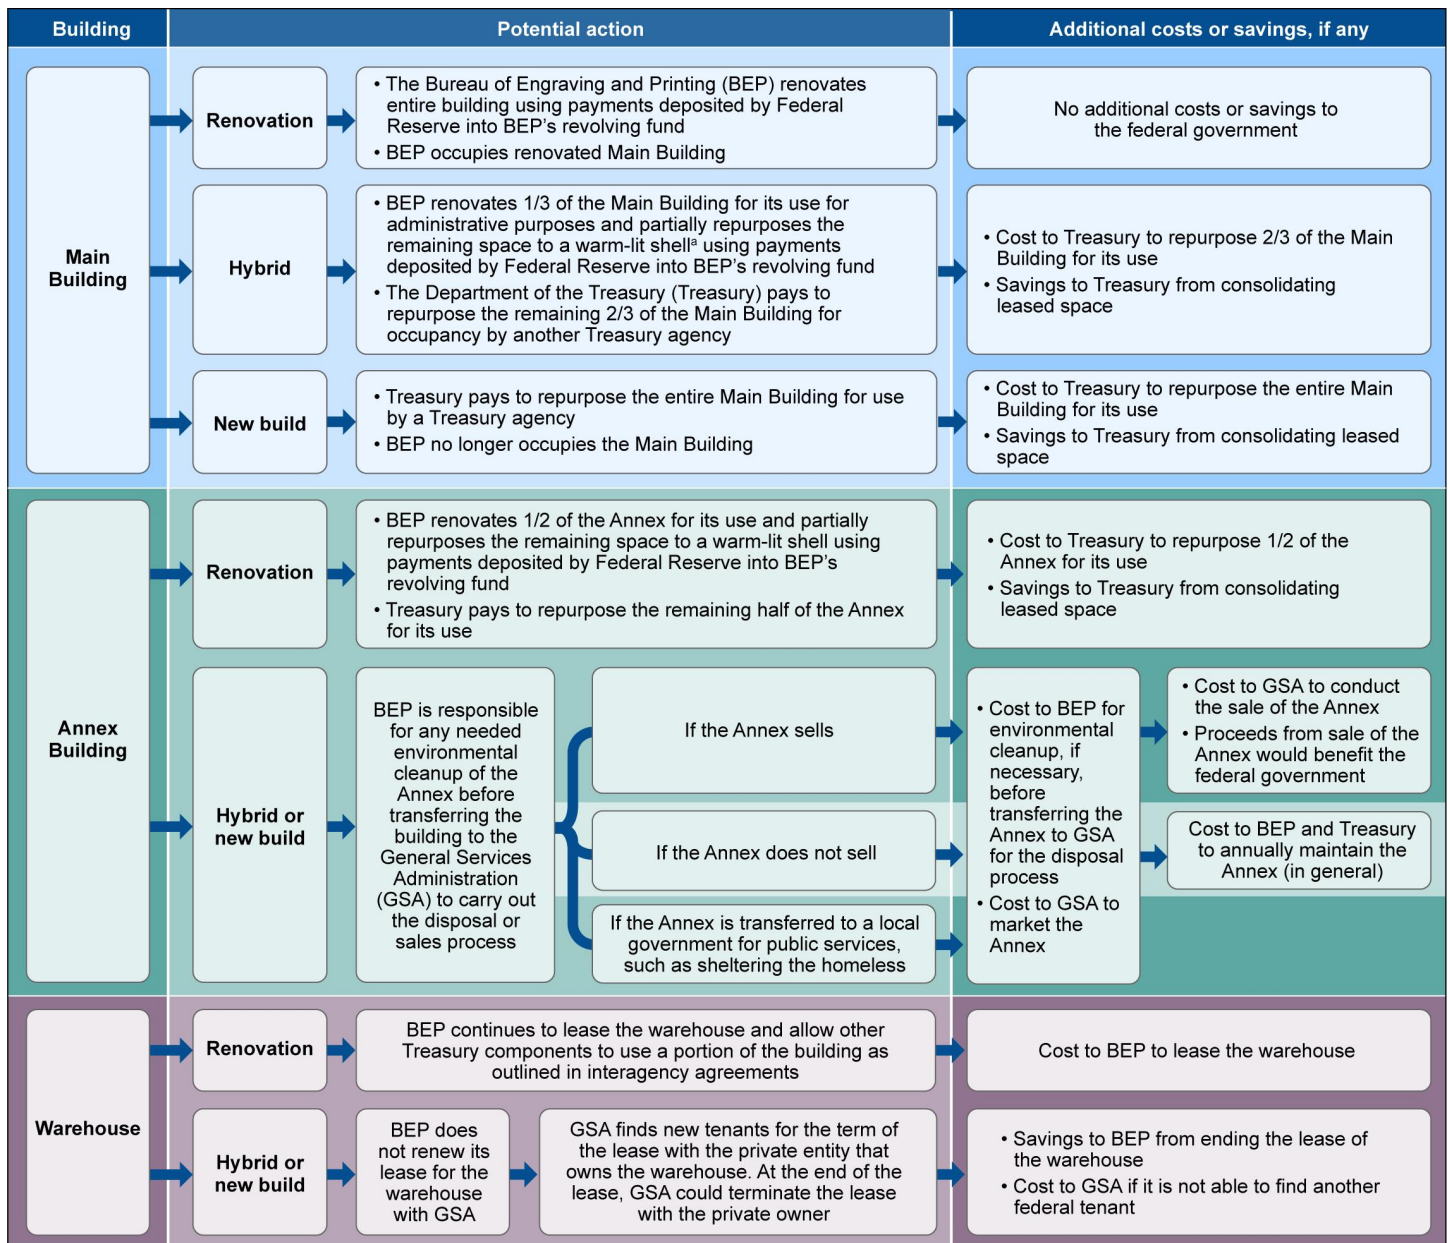 Building
Potential action
Additional costs or savings, if any
Main
Building
Renovation
• The Bureau of Engraving and Printing (BEP) renovates
entire building using payments deposited by Federal
Reserve into BEP’s revolving fund
• BEP occupies renovated Main Building
No additional costs or savings to
the federal government
Hybrid
• BEP renovates 1/3 of the Main Building for its use for
administrative purposes and partially repurposes the
remaining space to a warm-lit shellᵃ using payments
deposited by Federal Reserve into BEP’s revolving fund
• The Department of the Treasury (Treasury) pays to
repurpose the remaining 2/3 of the Main Building for
occupancy by another Treasury agency
• Cost to Treasury to repurpose 2/3 of the Main
Building for its use
• Savings to Treasury from consolidating
leased space
New build
• Treasury pays to repurpose the entire Main Building for use
by a Treasury agency
• BEP no longer occupies the Main Building
• Cost to Treasury to repurpose the entire Main
Building for its use
• Savings to Treasury from consolidating leased
space
Annex
Building
Renovation
• BEP renovates 1/2 of the Annex for its use and partially
repurposes the remaining space to a warm-lit shell using
payments deposited by Federal Reserve into BEP’s
revolving fund
• Treasury pays to repurpose the remaining half of the Annex
for its use
• Cost to Treasury to repurpose 1/2 of the
Annex for its use
• Savings to Treasury from consolidating
leased space
Hybrid or
new build
BEP is responsible
for any needed
environmental
cleanup of the
Annex before
transferring the
building to the
General Services
Administration
(GSA) to carry out
the disposal or
sales process
If the Annex sells
If the Annex does not sell
If the Annex is transferred to a local
government for public services,
such as sheltering the homeless
• Cost to BEP for
environmental
cleanup, if
necessary,
before
transferring the
Annex to GSA
for the disposal
process
• Cost to GSA to
market the
Annex
• Cost to GSA to conduct
the sale of the Annex
• Proceeds from sale of the
Annex would benefit the
federal government
Cost to BEP and Treasury
to annually maintain the
Annex (in general)
Warehouse
Renovation
BEP continues to lease the warehouse and allow other
Treasury components to use a portion of the building as
outlined in interagency agreements
Cost to BEP to lease the warehouse
Hybrid or
new build
BEP does
not renew its
lease for the
warehouse
with GSA
GSA finds new tenants for the term of
the lease with the private entity that
owns the warehouse. At the end of the
lease, GSA could terminate the lease
with the private owner
• Savings to BEP from ending the lease of
the warehouse
• Cost to GSA if it is not able to find another
federal tenant